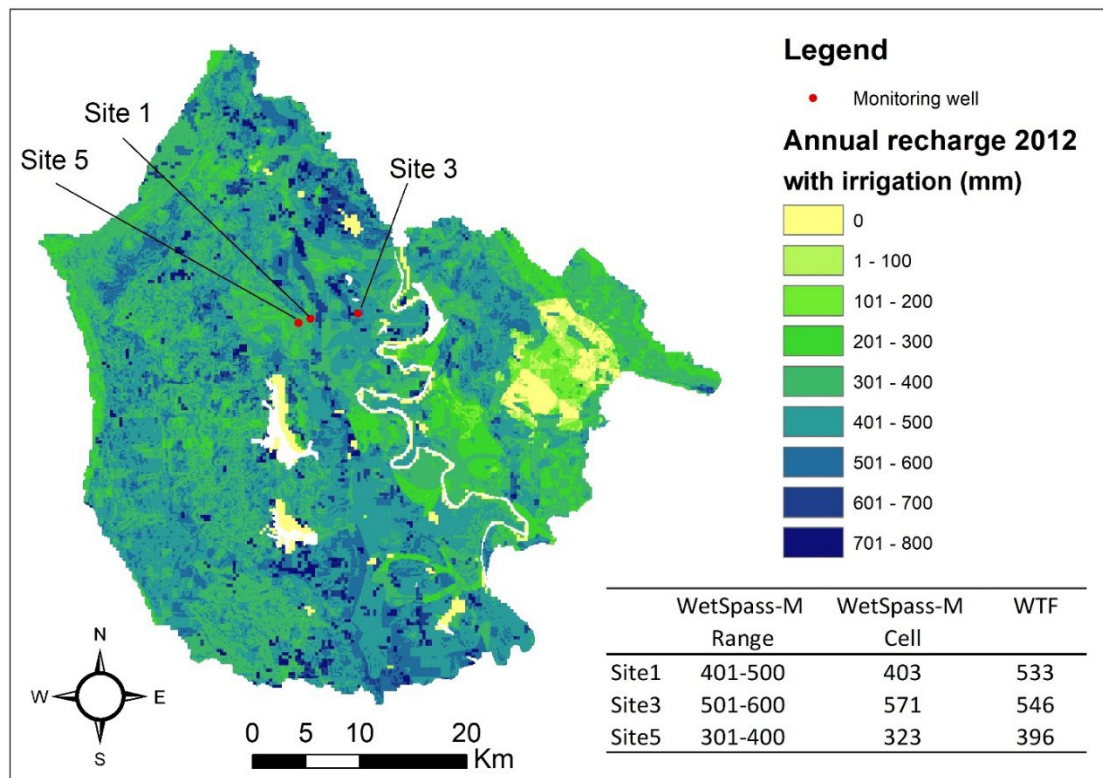 Site 1
Site 5
Site 3
Legend
Monitoring well
Annual recharge 2012
with irrigation (mm)
0
1 - 100
101 - 200
201 - 300
301 - 400
401 - 500
501 - 600
601 - 700
701 - 800
WetSpass-M WetSpass-M WTF
Range Cell
Site1 401-500 403 533
Site3 501-600 571 546
Site5 301-400 323 396
N
W E
S
0 5 10 20
Km